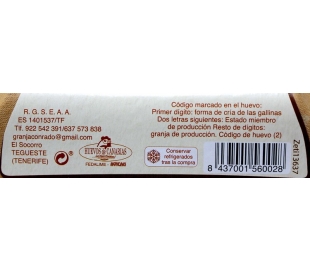 R. G. S. E. A. A.
ES 1401537/TF
Tlf. 922 542 391/637 573 838
granjaconrado@gmail.com
El Socorro
TEGUESTE
(TENERIFE)
HUEVOS de CANARIAS
Conservar
refrigerados
tras la compra
Código marcado en el huevo:
Primer dígito: forma de cria de las gallinas
Dos letras siguientes: Estado miembro
de producción Resto de dígitos:
granja de producción. Código de huevo (2)
8 437001 560028